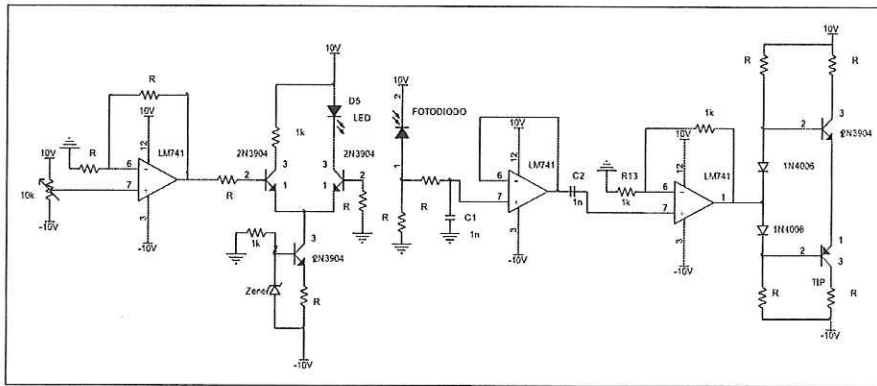 R
10V
12
LM741
10V
R
6
7
10k
-10V
3
-10V
R
2
2N3904
3
1
1k
10V
D5
LED
2N3904
3
1
2
R
1k
2
3
2N3904
Zener
R
-10V
10V
2
FOTODIODO
1
R
R
C1
1n
10V
12
LM741
6
7
3
-10V
C2
1n
R13
1k
1k
10V
12
LM741
6
7
1
3
-10V
10V
R
R
2
3
2N3904
1N4006
1N4006
2
1
TIP
3
R
R
-10V